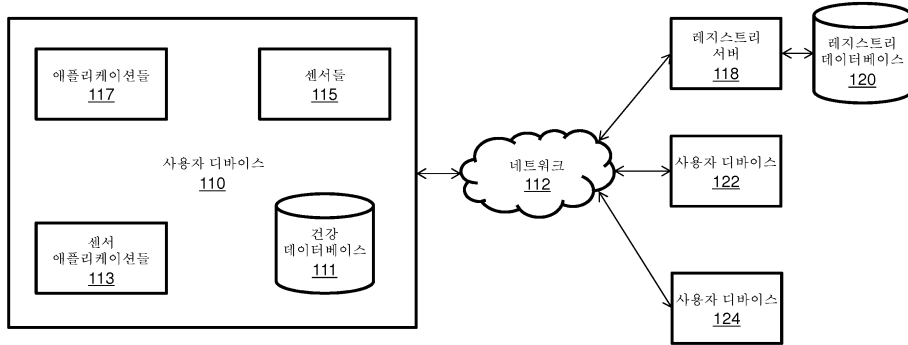 애플리케이션들
117
센서들
115
사용자 디바이스
110
센서
애플리케이션들
113
건강
데이터베이스
111
네트워크
112
레지스트리
서버
118
레지스트리
데이터베이스
120
사용자 디바이스
122
사용자 디바이스
124